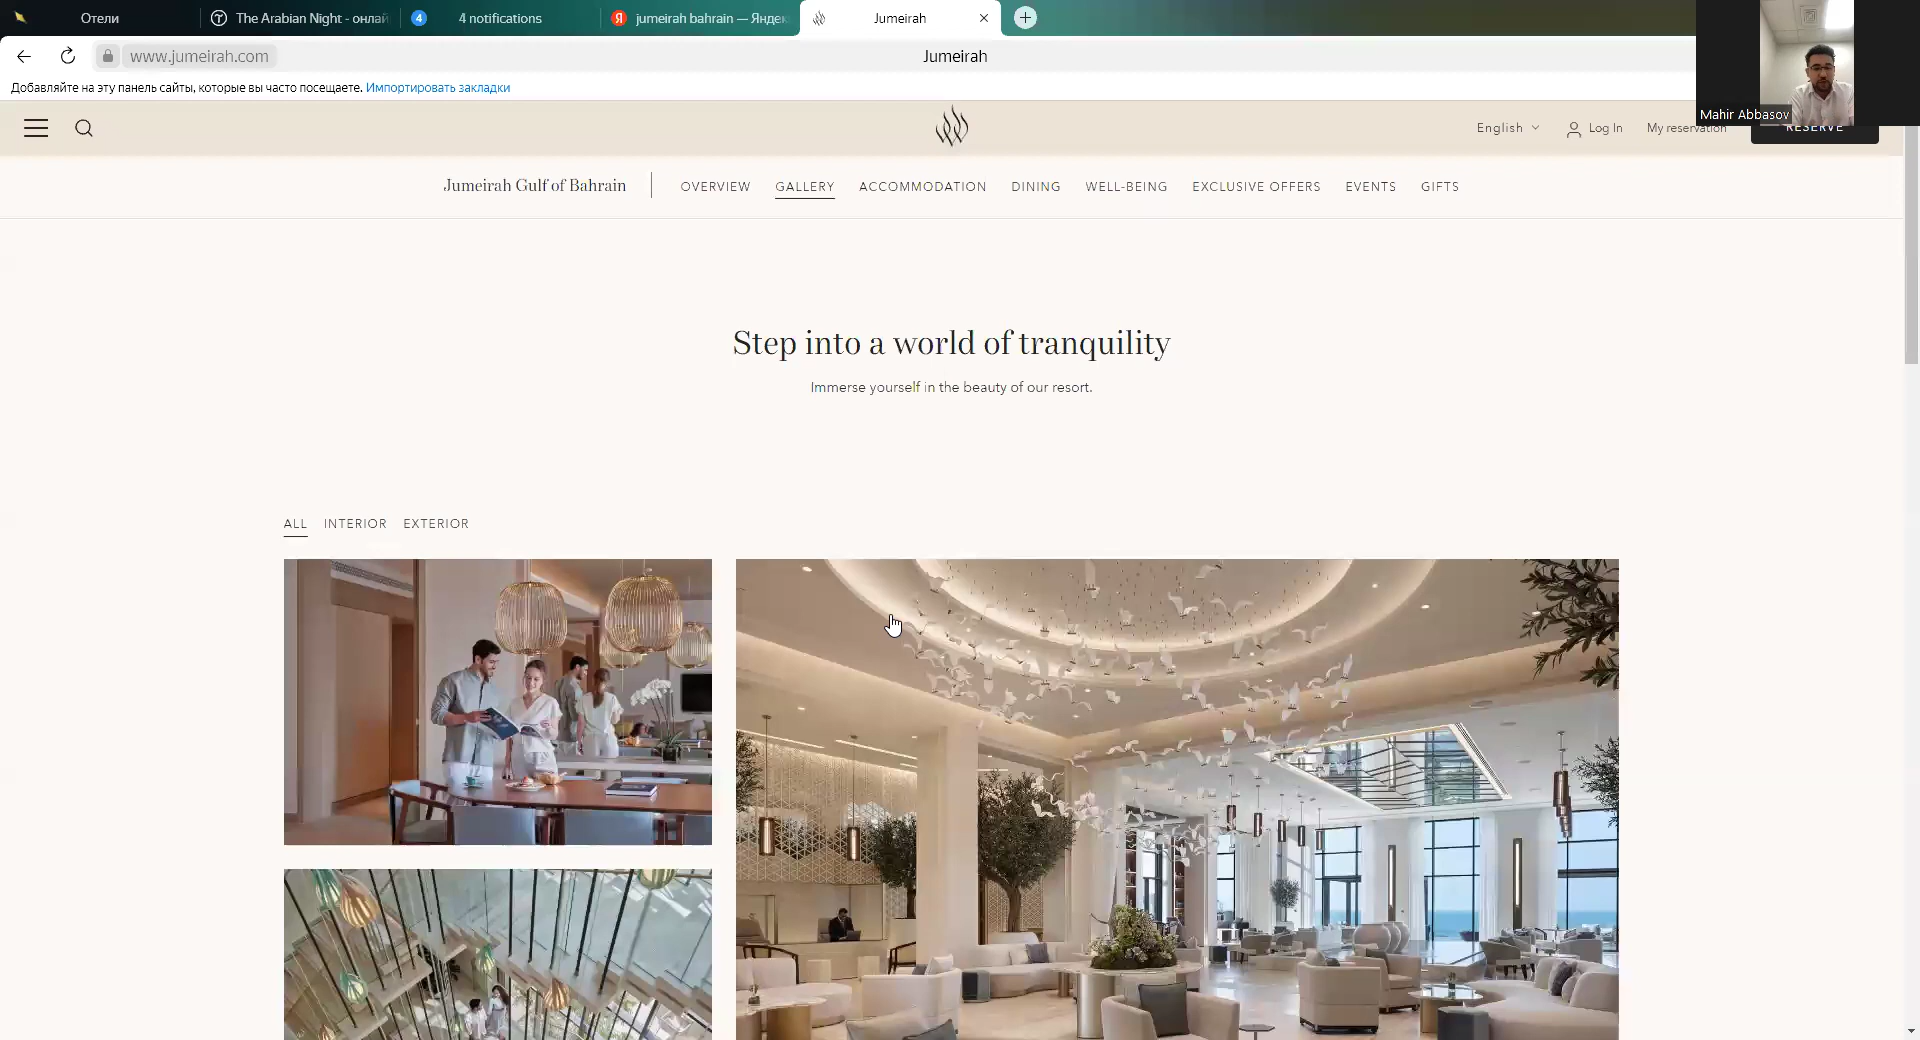 Отели
The Arabian Night - онлай
4
4 notifications
Я
jumeirah bahrain — Яндек
Jumeirah
www.jumeirah.com
Jumeirah
Добавляйте на эту панель сайты, которые вы часто посещаете. Импортировать закладки
Mahir Abbasov
English
Log In
My reservation
RESERVE
Jumeirah Gulf of Bahrain
OVERVIEW
GALLERY
ACCOMMODATION
DINING
WELL-BEING
EXCLUSIVE OFFERS
EVENTS
GIFTS
Step into a world of tranquility
Immerse yourself in the beauty of our resort.
ALL
INTERIOR
EXTERIOR